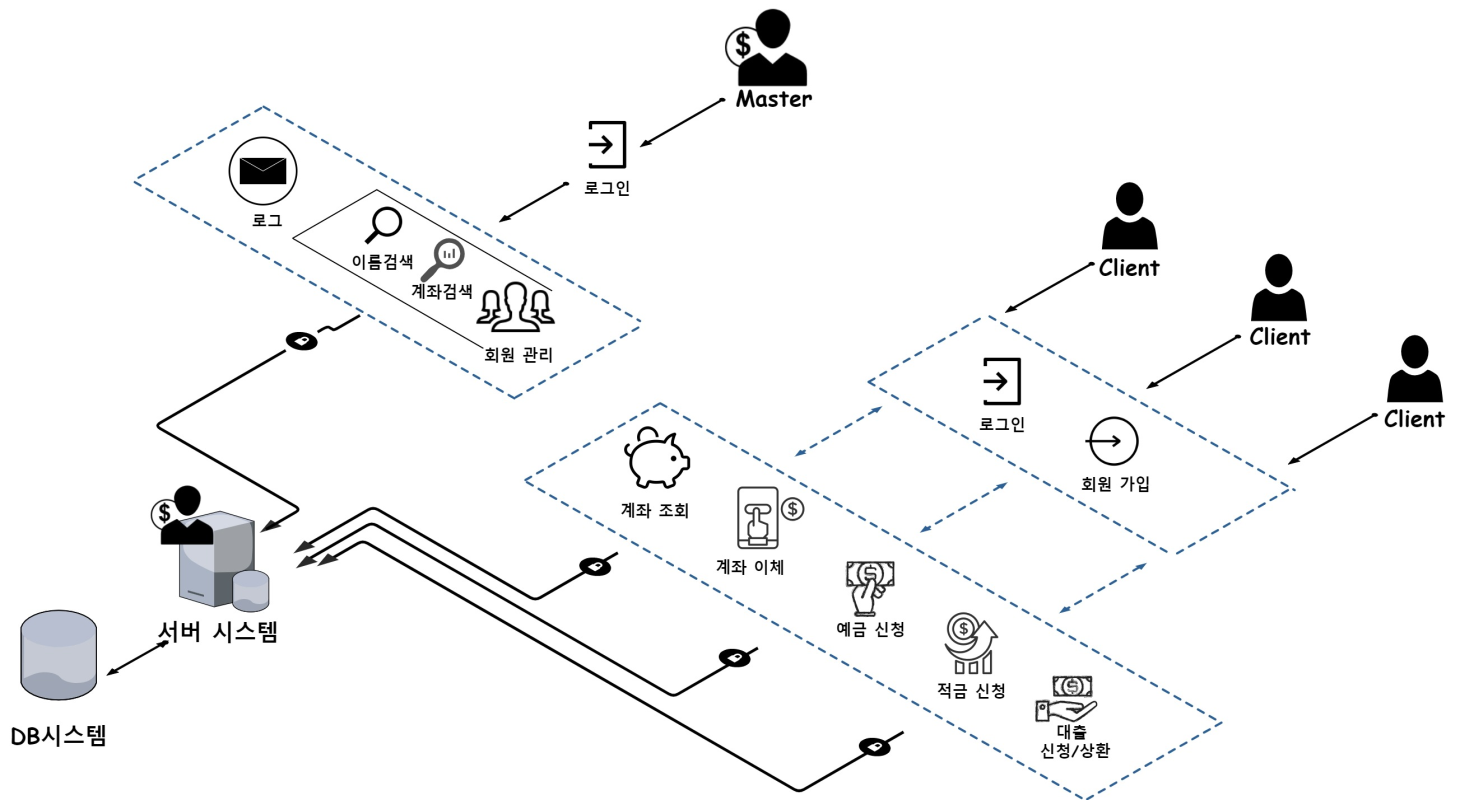 $
Master
로그인
로그
이름검색
계좌검색
회원 관리
Client
Client
Client
로그인
회원 가입
계좌 조회
$
계좌 이체
$
예금 신청
$
적금 신청
$
대출
신청/상환
$
서버 시스템
DB시스템